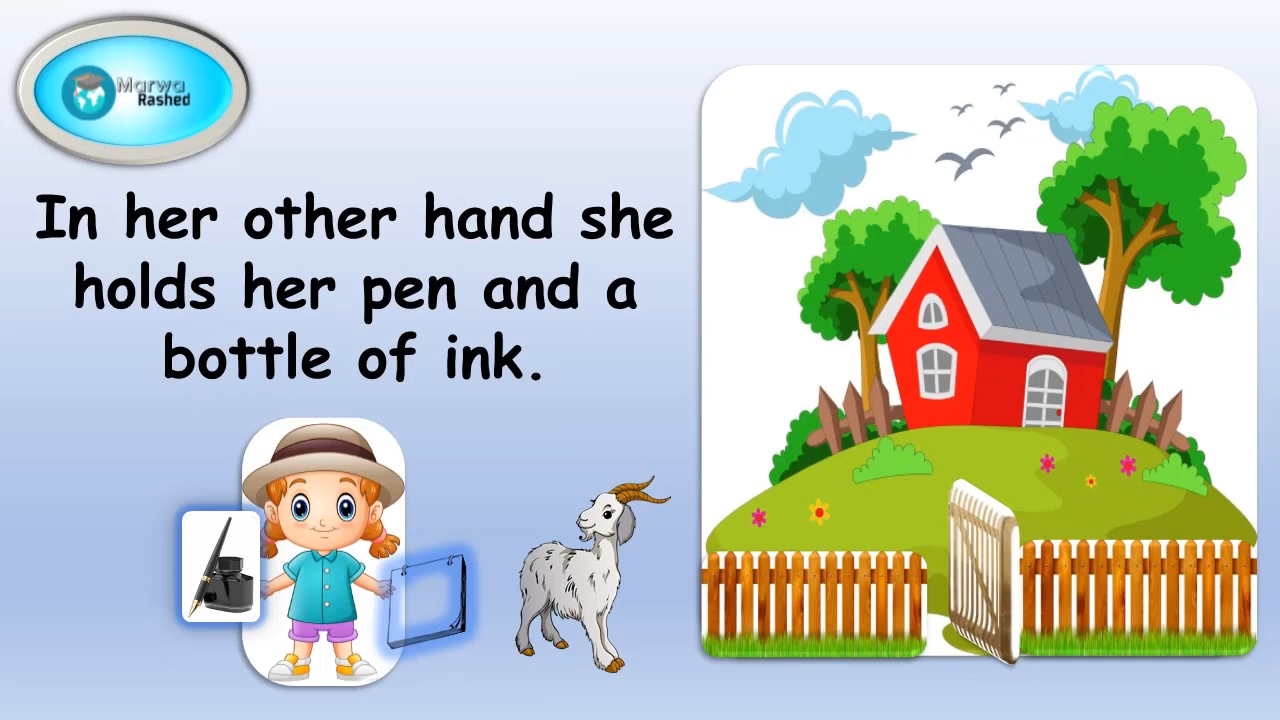 Marwa
Rashed
In her other hand she
holds her pen and a
bottle of ink.